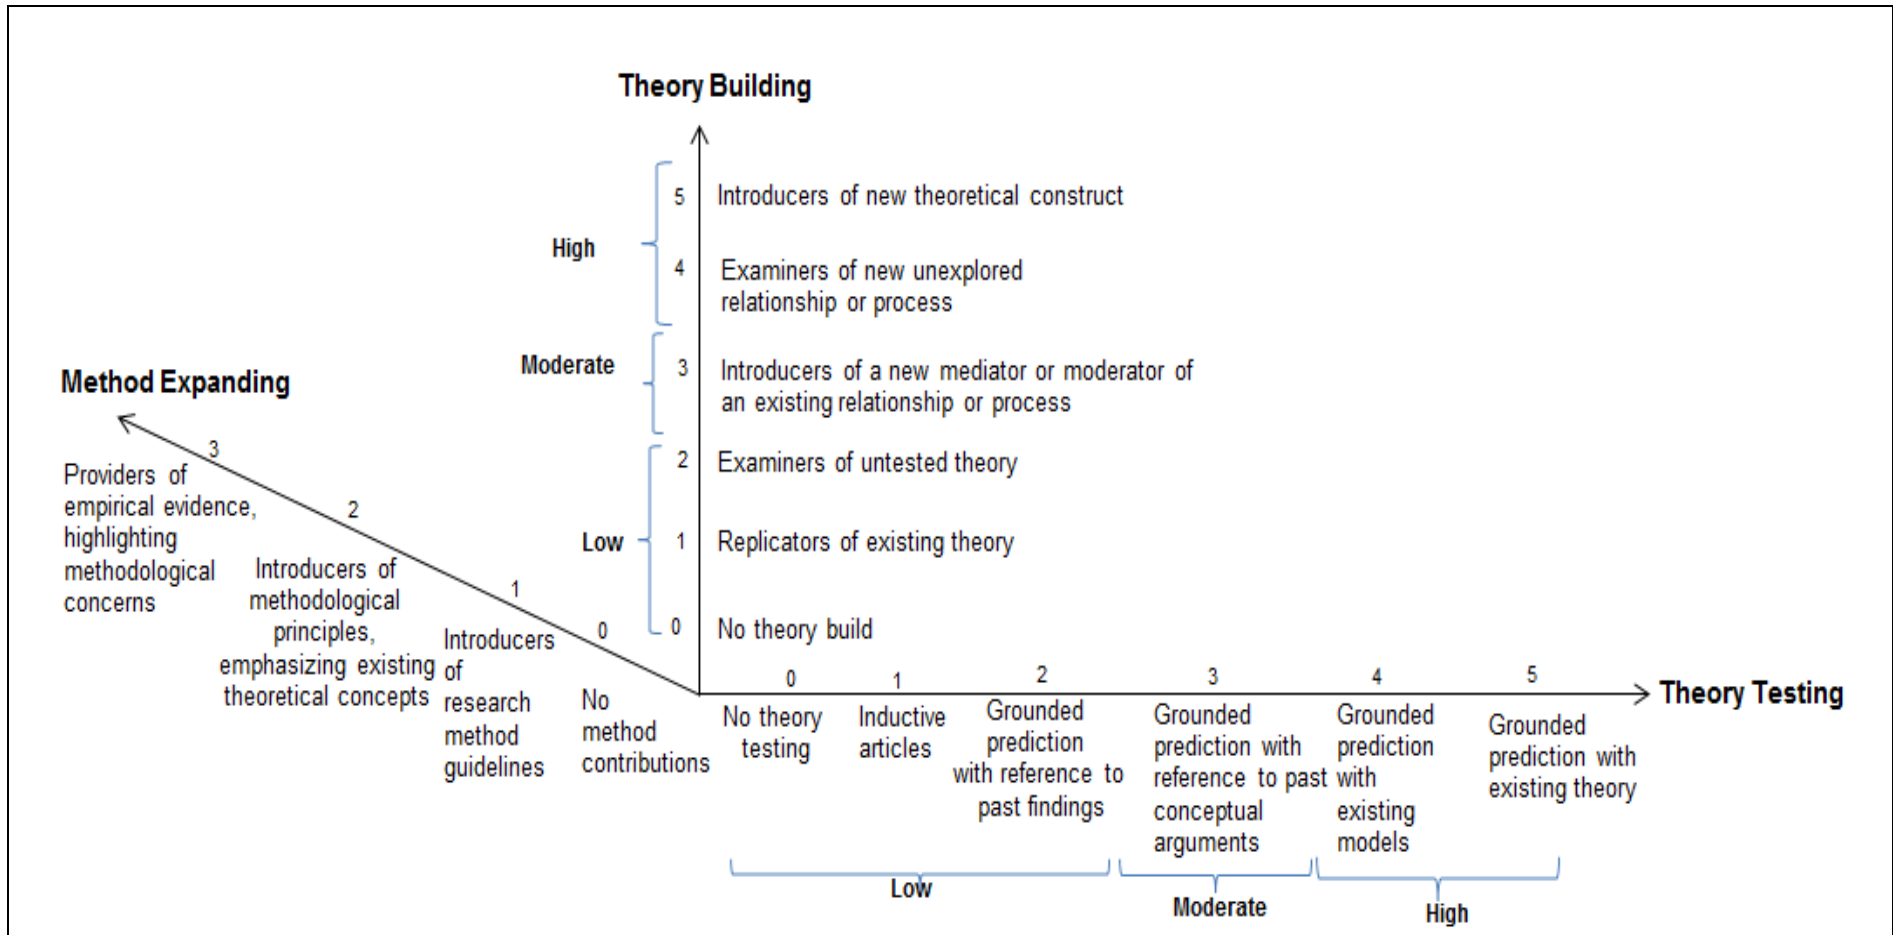 Theory Building
5
Introducers of new theoretical construct
High
4
Examiners of new unexplored
relationship or process
Moderate
3
Introducers of a new mediator or moderator of
an existing relationship or process
2
Examiners of untested theory
Low
1
Replicators of existing theory
0
No theory build
Method Expanding
3
Providers of
empirical evidence,
highlighting
methodological
concerns
2
Introducers of
methodological
principles,
emphasizing existing
theoretical concepts
1
Introducers
of
research
method
guidelines
0
No
method
contributions
Theory Testing
0
No theory
testing
1
Inductive
articles
2
Grounded
prediction
with reference to
past findings
3
Grounded
prediction with
reference to past
conceptual
arguments
4
Grounded
prediction
with
existing
models
5
Grounded
prediction with
existing theory
Low
Moderate
High